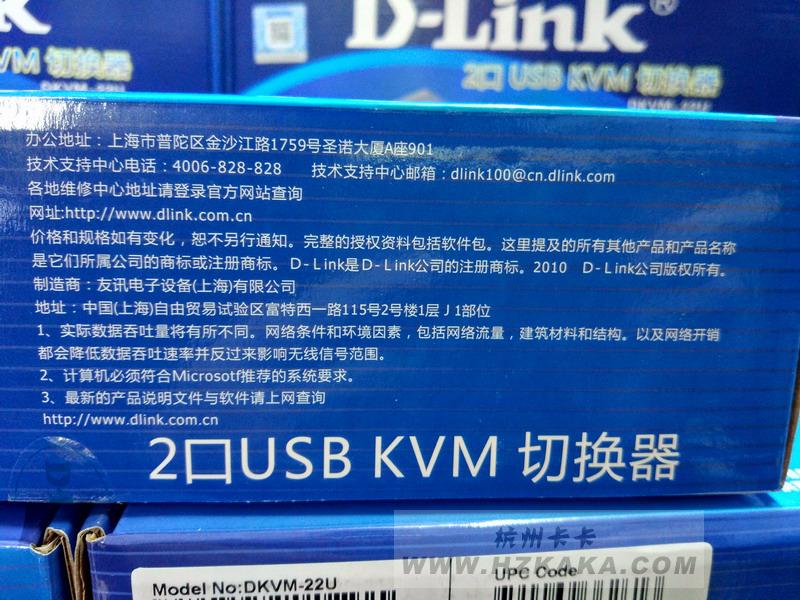 k
D-Link®
VM 切换器
2口 USB KVM 切换器
DKVM-22U
DKVM-22U
办公地址：上海市普陀区金沙江路1759号圣诺大厦A座901
技术支持中心电话：4006-828-828 技术支持中心邮箱：dlink100@cn.dlink.com
各地维修中心地址请登录官方网站查询
网址:http://www.dlink.com.cn
价格和规格如有变化，恕不另行通知。完整的授权资料包括软件包。这里提及的所有其他产品和产品名称
是它们所属公司的商标或注册商标。D-Link是D-Link公司的注册商标。2010 D-Link公司版权所有。
制造商：友讯电子设备(上海)有限公司
地址：中国(上海)自由贸易试验区富特西一路115号2号楼1层 J 1部位
1、实际数据吞吐量将有所不同。网络条件和环境因素，包括网络流量，建筑材料和结构。以及网络开销
都会降低数据吞吐速率并反过来影响无线信号范围。
2、计算机必须符合Microsotf推荐的系统要求。
3、最新的产品说明文件与软件请上网查询
http://www.dlink.com.cn
2口USB KVM 切换器
杭州卡卡
WWW.HZKAKA.COM
Model No:DKVM-22U
UPC Code